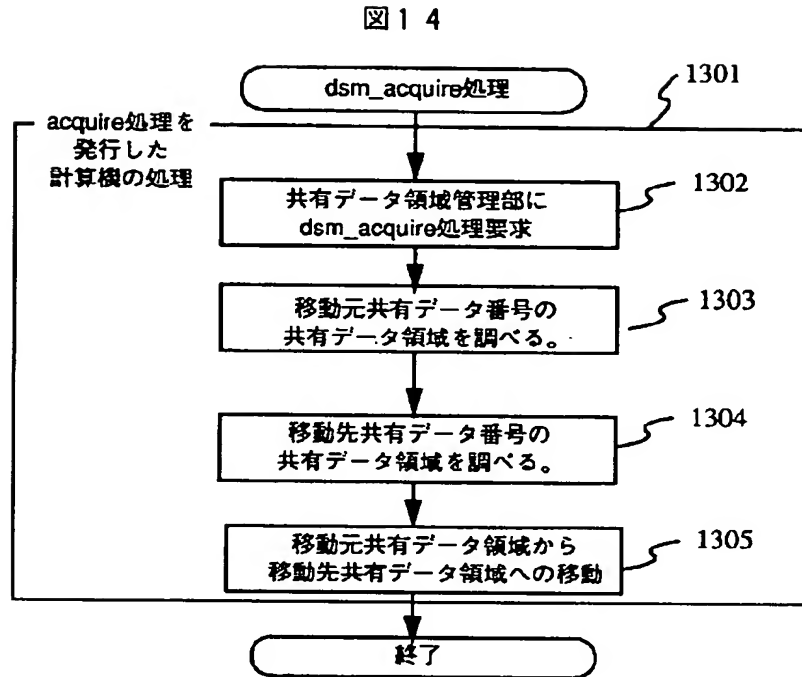 図14
dsm_acquire処理
1301
acquire処理を
発行した
計算機の処理
共有データ領域管理部に
dsm_acquire処理要求
1302
移動元共有データ番号の
共有データ領域を調べる。
1303
移動先共有データ番号の
共有データ領域を調べる。
1304
移動元共有データ領域から
移動先共有データ領域への移動
1305
終了